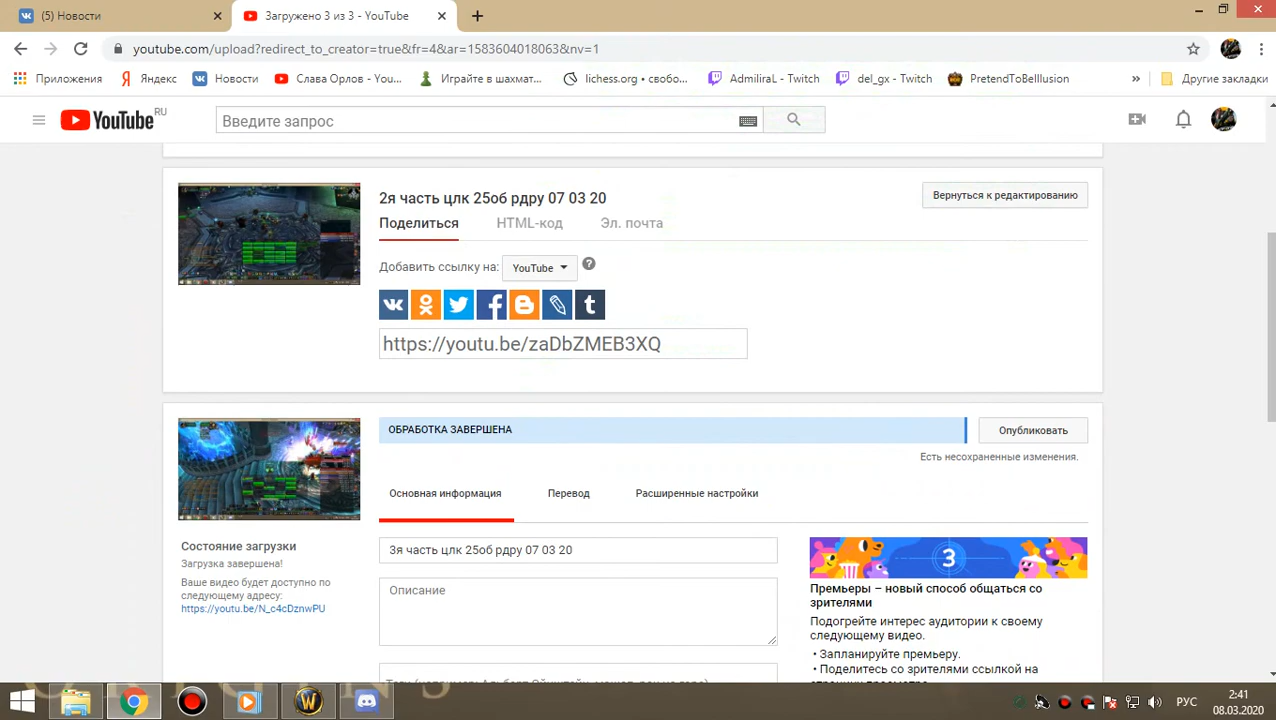 (5) Новости
Загружено 3 из 3 - YouTube
youtube.com/upload?redirect_to_creator=true&fr=4&ar=1583604018063&nv=1
Приложения Яндекс Новости Слава Орлов - You... Играйте в шахмат... lichess.org • свобо... AdmiraL - Twitch del_gx - Twitch PretendToBeIllusion » Другие закладки
YouTube RU
Введите запрос
2я часть цлк 25об рдру 07 03 20
Вернуться к редактированию
Поделиться HTML-код Эл. почта
Добавить ссылку на: YouTube ?
https://youtu.be/zaDbZMEB3XQ
ОБРАБОТКА ЗАВЕРШЕНА
Опубликовать
Есть несохраненные изменения.
Основная информация Перевод Расширенные настройки
Состояние загрузки
Загрузка завершена!
Ваше видео будет доступно по
следующему адресу:
https://youtu.be/N_c4cDznwPU
3я часть цлк 25об рдру 07 03 20
Описание
3
Премьеры – новый способ общаться со
зрителями
Подогрейте интерес аудитории к своему
следующему видео.
• Запланируйте премьеру.
• Поделитесь со зрителями ссылкой на
РУС
2:41
08.03.2020